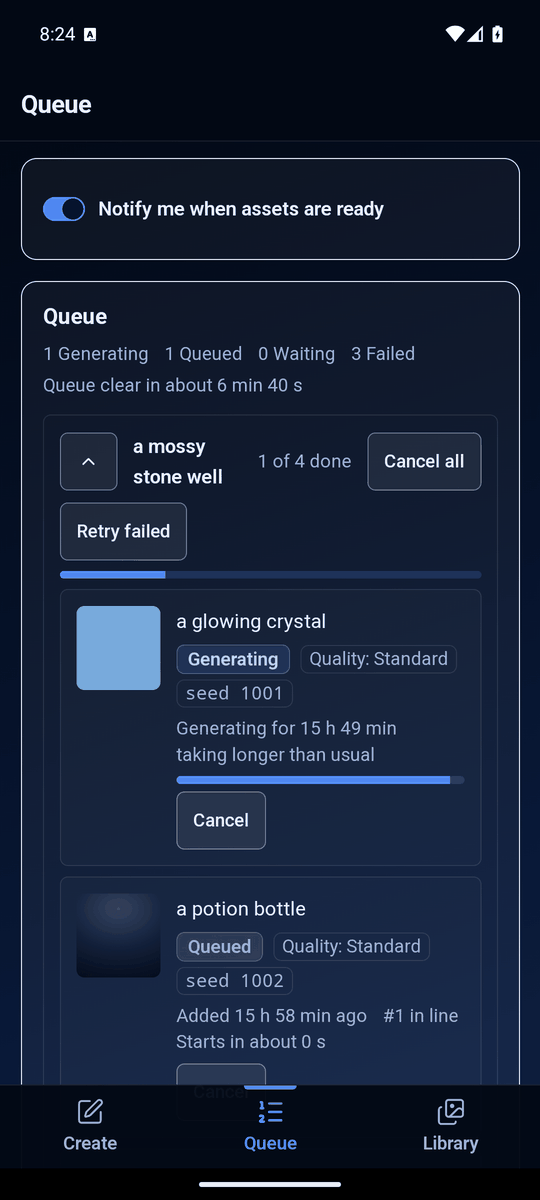 8:24 A
Queue
Notify me when assets are ready
Queue
1 Generating 1 Queued 0 Waiting 3 Failed
Queue clear in about 6 min 40 s
a mossy
stone well
1 of 4 done
Cancel all
Retry failed
a glowing crystal
Generating Quality: Standard
seed 1001
Generating for 15 h 49 min
taking longer than usual
Cancel
a potion bottle
Queued Quality: Standard
seed 1002
Added 15 h 58 min ago #1 in line
Starts in about 0 s
Cancel
1
2
Create Queue Library